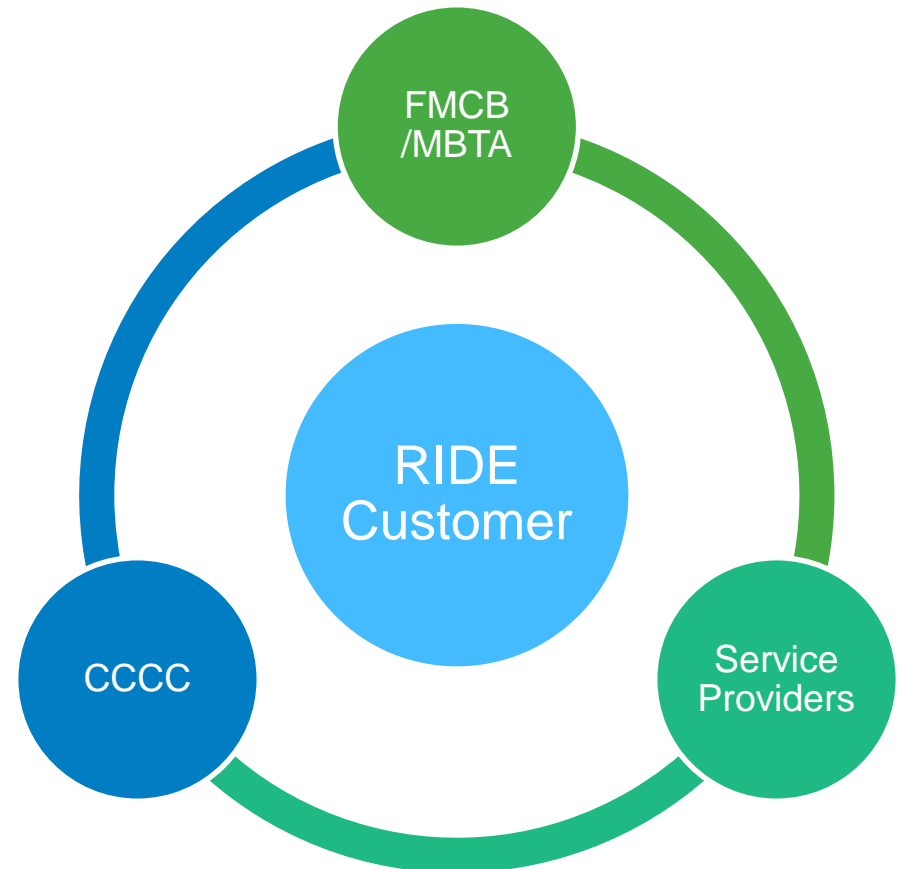 FMCB
/MBTA
RIDE
Customer
CCCC
Service
Providers